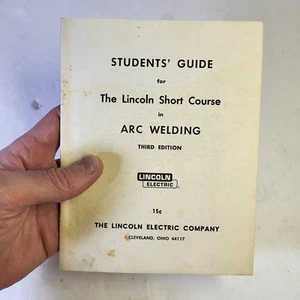 STUDENTS' GUIDE
for
The Lincoln Short Course
in
ARC WELDING
THIRD EDITION
LINCOLN
ELECTRIC
15¢
THE LINCOLN ELECTRIC COMPANY
CLEVELAND, OHIO 44117